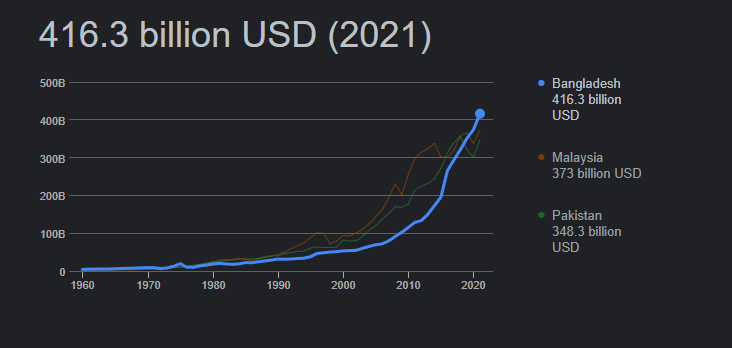 416.3 billion USD (2021)
500B
400B
300B
200B
100B
0
1960 1970 1980 1990 2000 2010 2020
Bangladesh
416.3 billion
USD
Malaysia
373 billion USD
Pakistan
348.3 billion
USD